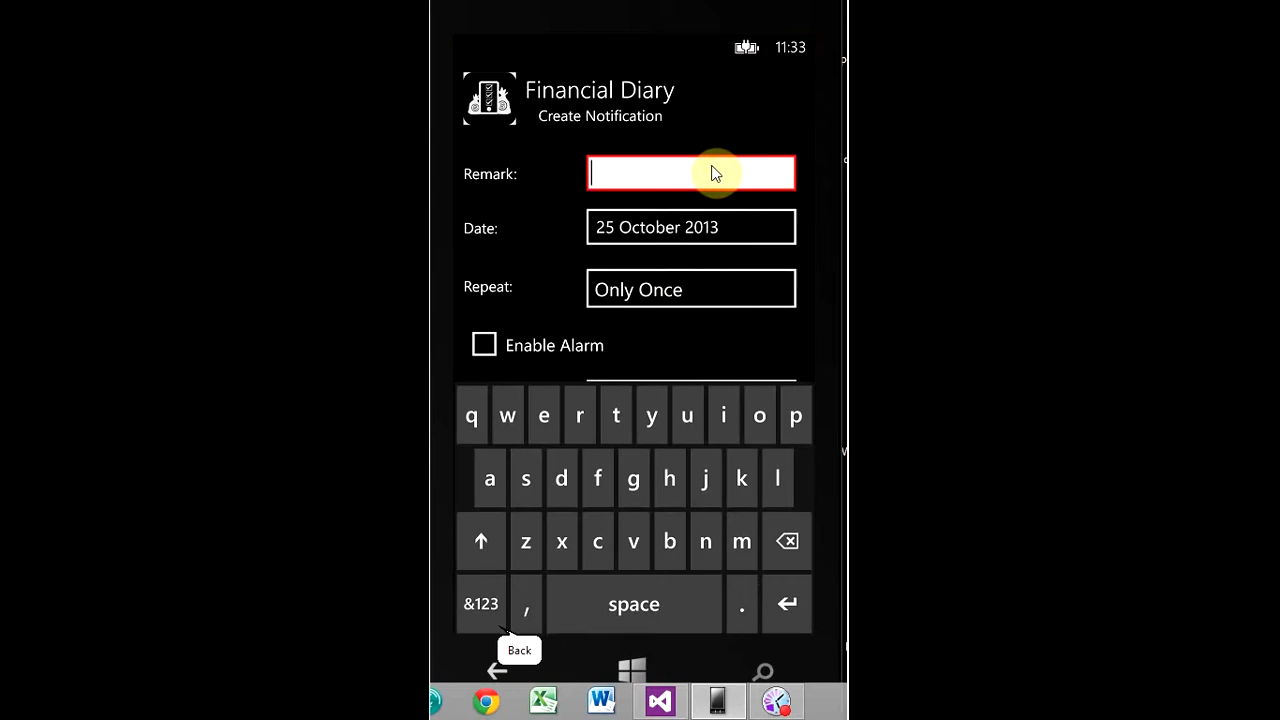 11:33
Financial Diary
Create Notification
Remark:
Date:
25 October 2013
Repeat:
Only Once
Enable Alarm
q w e r t y u i o p
a s d f g h j k l
z x c v b n m
&123 , space .
Back